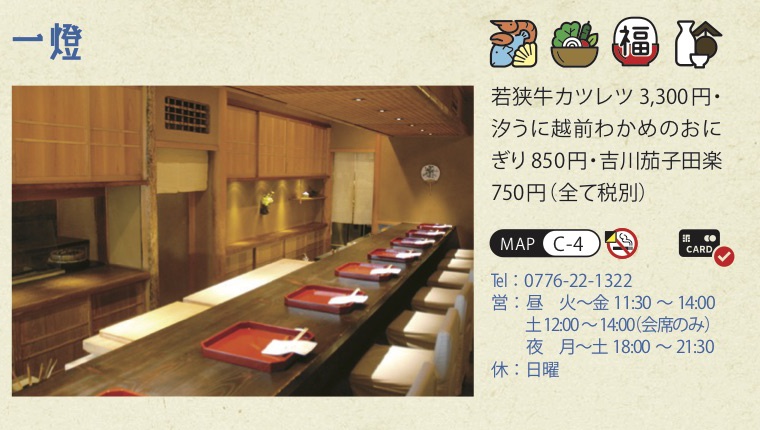 一燈
福
若狭牛カツレツ 3,300円・
汐うに越前わかめのおに
ぎり 850円・吉川茄子田楽
750円（全て税別）
MAP C-4
CARD
Tel：0776-22-1322
営：昼　火〜金 11:30 〜 14:00
土 12:00 〜 14:00（会席のみ）
夜　月〜土 18:00 〜 21:30
休：日曜